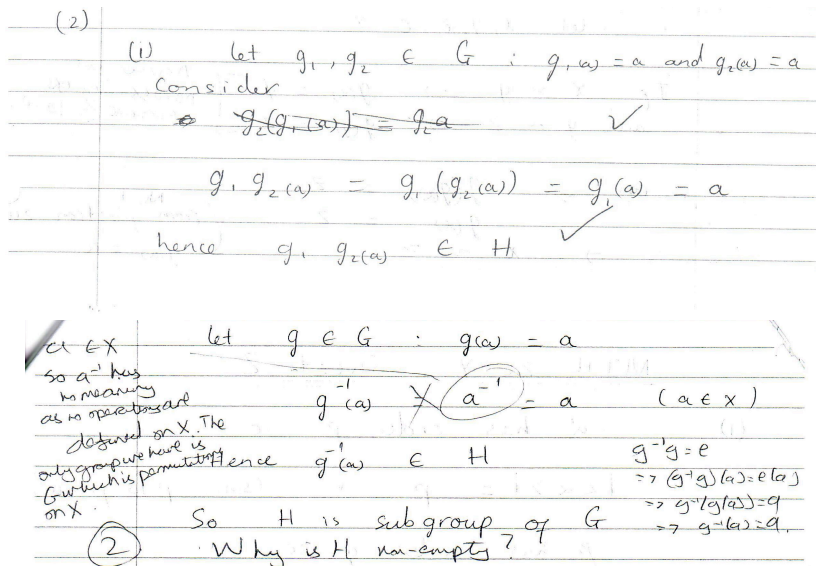 (2)
(1) let g₁, g₂ ∈ G : g₁(a) = a and g₂(a) = a
Consider
g₂(g₁(a)) = g₂a ✓
g₁ g₂(a) = g₁(g₂(a)) = g₁(a) = a
hence g₁ g₂(a) ∈ H ✓
let g ∈ G : g(a) = a
g⁻¹(a) ≠ a⁻¹ = a (a ∈ X)
Hence g⁻¹(a) ∈ H
So H is subgroup of G
Why is H non-empty?
(2)
a ∈ X
so a⁻¹ has
no meaning
as no operations are
defined on X. The
only group we have is
G which is permutations
on X.
g⁻¹g = e
=> (g⁻¹g)(a) = e(a)
=> g⁻¹(g(a)) = a
=> g⁻¹(a) = a.